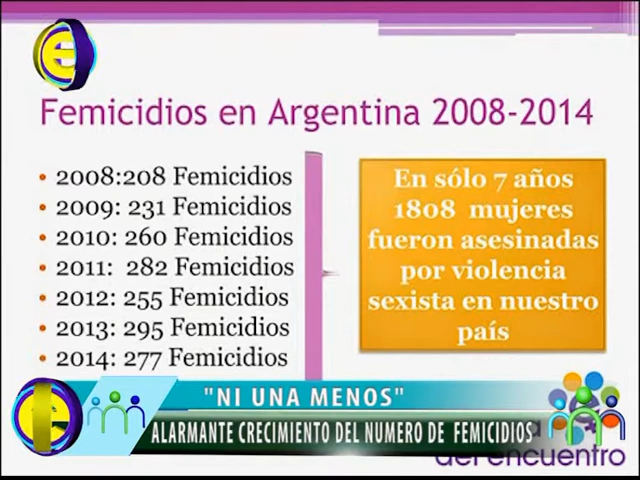 Femicidios en Argentina 2008-2014
• 2008:208 Femicidios
• 2009: 231 Femicidios
• 2010: 260 Femicidios
• 2011: 282 Femicidios
• 2012: 255 Femicidios
• 2013: 295 Femicidios
• 2014: 277 Femicidios
En sólo 7 años
1808 mujeres
fueron asesinadas
por violencia
sexista en nuestro
país
"NI UNA MENOS"
ALARMANTE CRECIMIENTO DEL NUMERO DE FEMICIDIOS
del encuentro